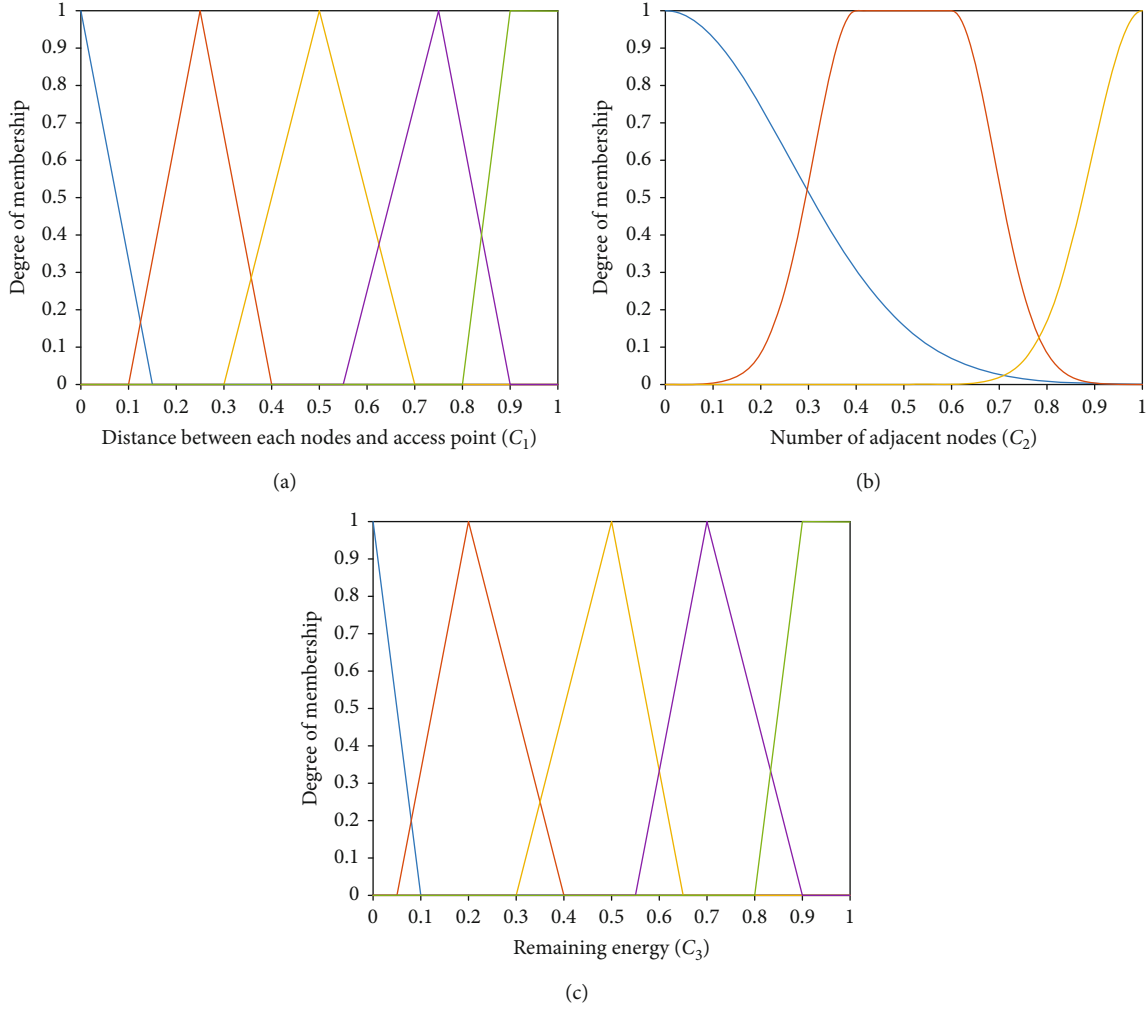 1
0.9
0.8
0.7
0.6
0.5
0.4
0.3
0.2
0.1
0
Degree of membership
0 0.1 0.2 0.3 0.4 0.5 0.6 0.7 0.8 0.9 1
Distance between each nodes and access point (C1)
(a)
1
0.9
0.8
0.7
0.6
0.5
0.4
0.3
0.2
0.1
0
Degree of membership
0 0.1 0.2 0.3 0.4 0.5 0.6 0.7 0.8 0.9 1
Number of adjacent nodes (C2)
(b)
1
0.9
0.8
0.7
0.6
0.5
0.4
0.3
0.2
0.1
0
Degree of membership
0 0.1 0.2 0.3 0.4 0.5 0.6 0.7 0.8 0.9 1
Remaining energy (C3)
(c)